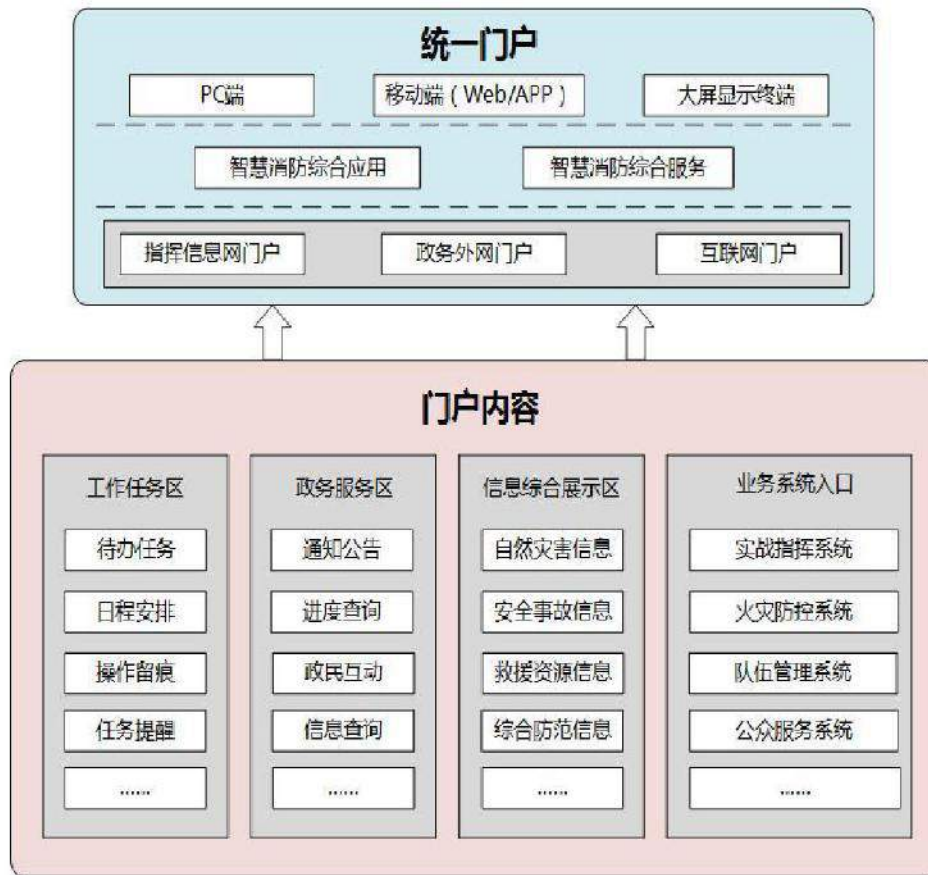 统一门户
PC端
移动端（Web/APP）
大屏显示终端
智慧消防综合应用
智慧消防综合服务
指挥信息网门户
政务外网门户
互联网门户
门户内容
工作任务区
待办任务
日程安排
操作留痕
任务提醒
......
政务服务区
通知公告
进度查询
政民互动
信息查询
......
信息综合展示区
自然灾害信息
安全事故信息
救援资源信息
综合防范信息
......
业务系统入口
实战指挥系统
火灾防控系统
队伍管理系统
公众服务系统
......